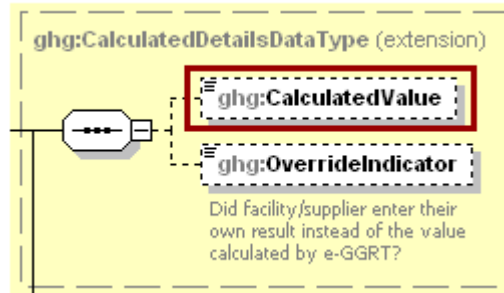 ghg:CalculatedDetailsDataType (extension)
ghg:CalculatedValue
ghg:OverrideIndicator
Did facility/supplier enter their
own result instead of the value
calculated by e-GGRT?